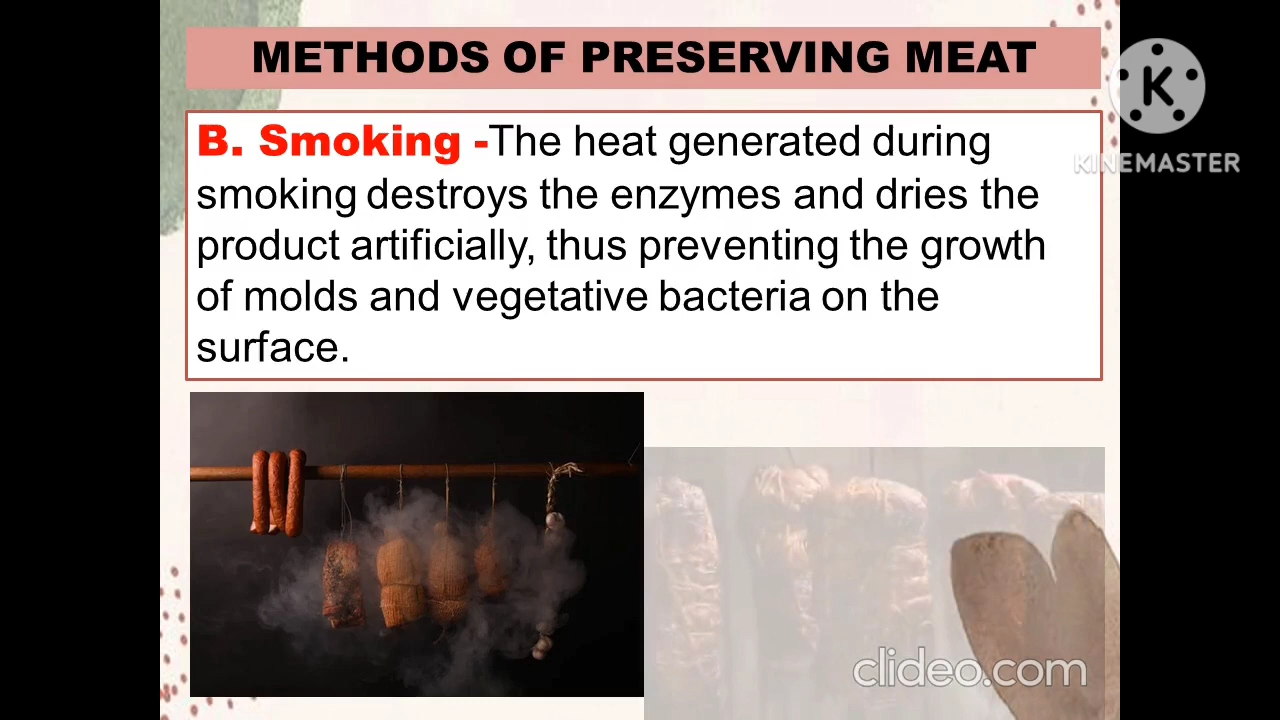 METHODS OF PRESERVING MEAT
K
KINEMASTER
B. Smoking -The heat generated during
smoking destroys the enzymes and dries the
product artificially, thus preventing the growth
of molds and vegetative bacteria on the
surface.
clideo.com